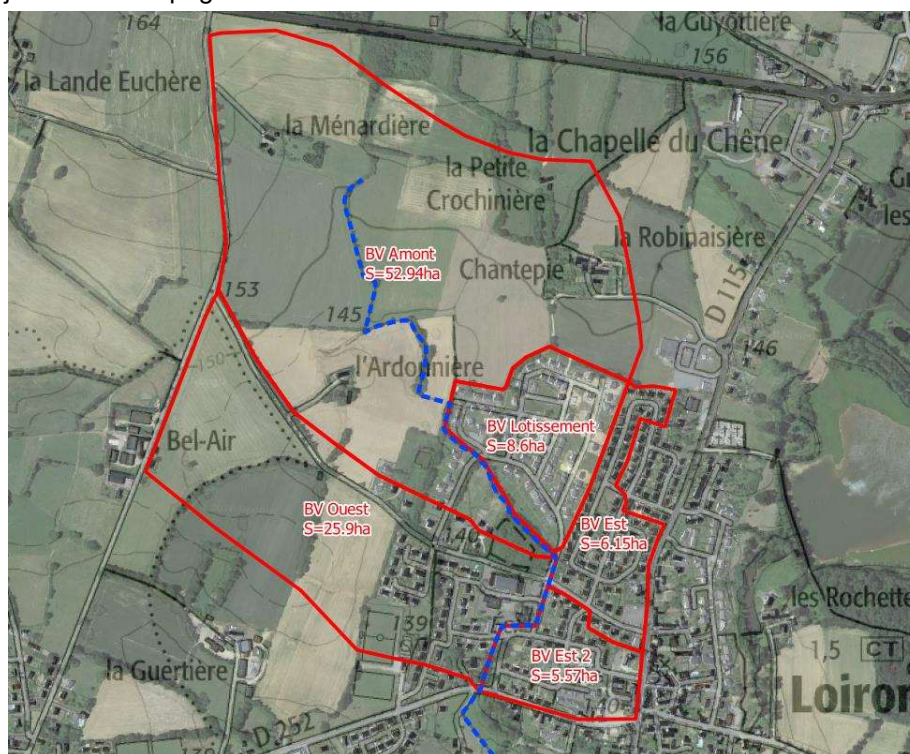 164
la Guyottière
156
la Lande Euchère
la Ménardière
la Chapelle du Chêne
la Petite
Crochinière
la Robinaisière
BV Amont
S=52.94ha
Chantepie
D 115
153
145
146
l'Ardonnière
150
BV Lotissement
S=8.6ha
Bel-Air
BV Ouest
S=25.9ha
BV Est
S=6.15ha
140
les Rochette
139
BV Est 2
S=5.57ha
1,5 CT
la Guertière
Loiron
140
D 252